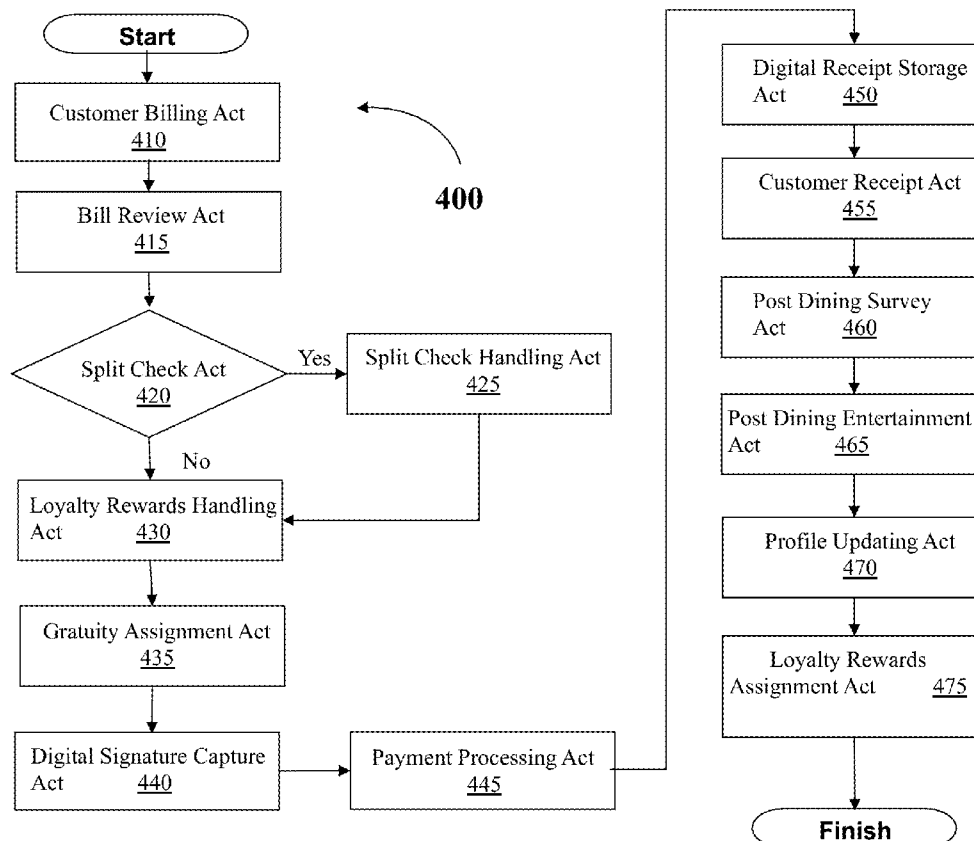 Start
Customer Billing Act
410
400
Bill Review Act
415
Split Check Act
420
Yes
Split Check Handling Act
425
No
Loyalty Rewards Handling
Act 430
Gratuity Assignment Act
435
Digital Signature Capture
Act 440
Payment Processing Act
445
Digital Receipt Storage
Act 450
Customer Receipt Act
455
Post Dining Survey
Act 460
Post Dining Entertainment
Act 465
Profile Updating Act
470
Loyalty Rewards
Assignment Act 475
Finish